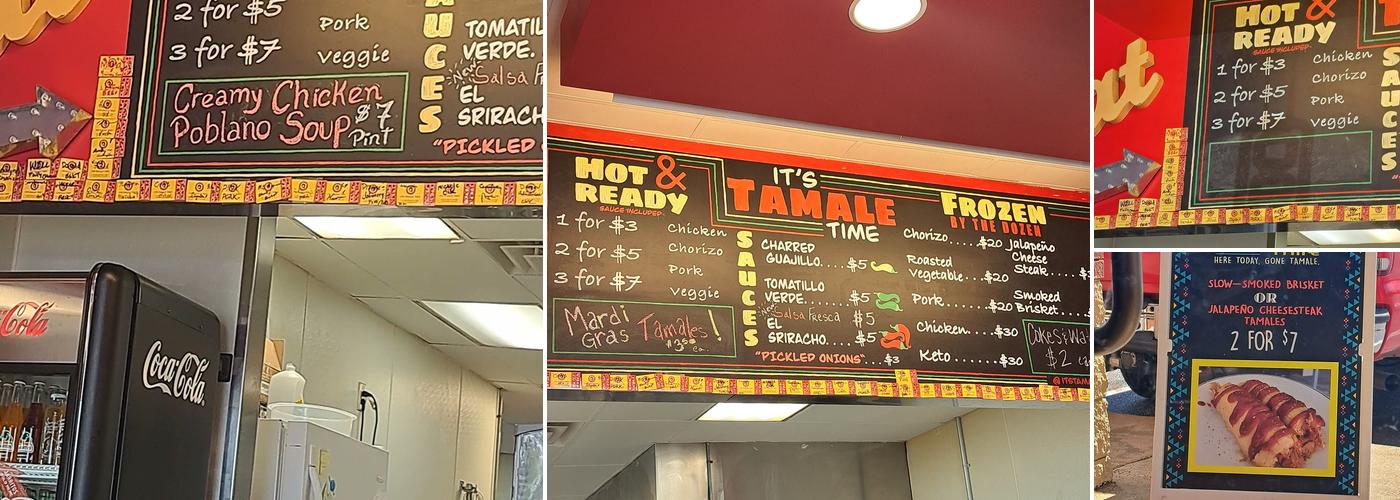 2 for $5
3 for $7
Pork
veggie
Creamy Chicken
Poblano Soup $7
Pint
SAUCES
TOMATIL
VERDE.
New
Salsa
EL
SRIRACH
"PICKLED
Coca-Cola
Coca-Cola
HOT &
READY
SAUCE INCLUDED
1 for $3
2 for $5
3 for $7
Chicken
Chorizo
Pork
veggie
Mardi
Gras Tamales!
IT'S
TAMALE
TIME
SAUCES
CHARRED
GUAJILLO.....$5
TOMATILLO
VERDE.....$5
Salsa Fresca $5
EL
SRIRACHO.....$5
"PICKLED ONIONS"....$3
FROZEN
BY THE DOZEN
Chorizo.....$20
Roasted
vegetable...$20
Pork.........$20
Chicken....$30
Keto.......$30
Jalapeño
Cheese
Steak
Smoked
Brisket
Cokes & Wa
$2
HOT &
READY
SAUCE INCLUDED
1 for $3
2 for $5
3 for $7
Chicken
Chorizo
Pork
veggie
SAUCES
at
HERE TODAY, GONE TAMALE.
SLOW-SMOKED BRISKET
OR
JALAPEÑO CHEESESTEAK
TAMALES
2 FOR $7